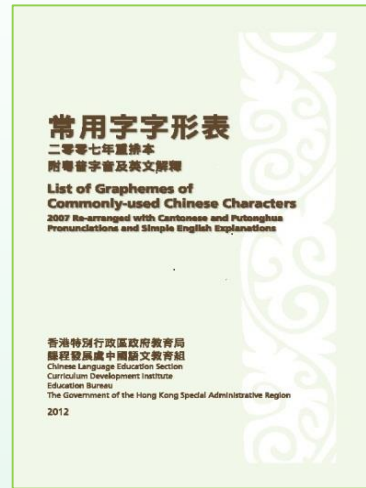 常用字字形表
二零零七年重排本
附粵普字音及英文解釋
List of Graphemes of
Commonly-used Chinese Characters
2007 Re-arranged with Cantonese and Putonghua
Pronunciations and Simple English Explanations
香港特別行政區政府教育局
課程發展處中國語文教育組
Chinese Language Education Section
Curriculum Development Institute
Education Bureau
The Government of the Hong Kong Special Administrative Region
2012